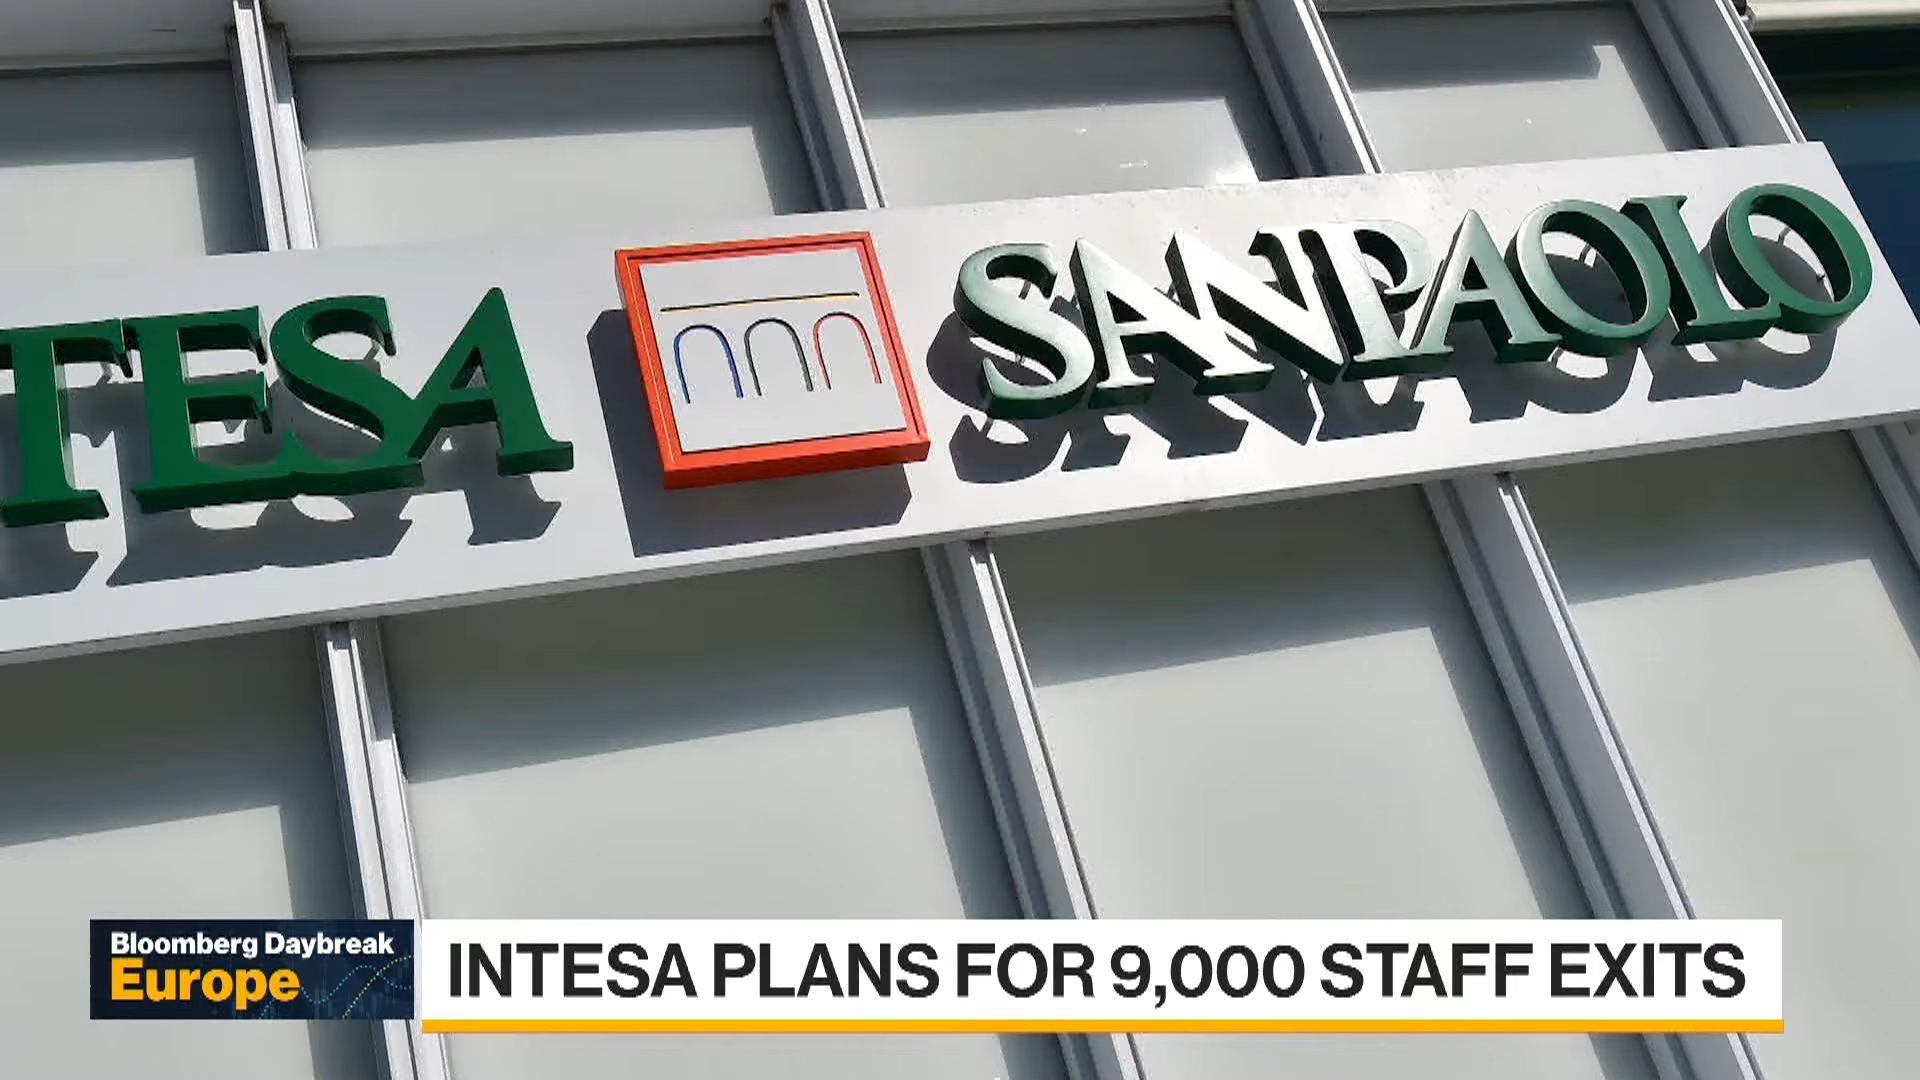 TESA SANPAOLO
Bloomberg Daybreak
Europe
INTESA PLANS FOR 9,000 STAFF EXITS